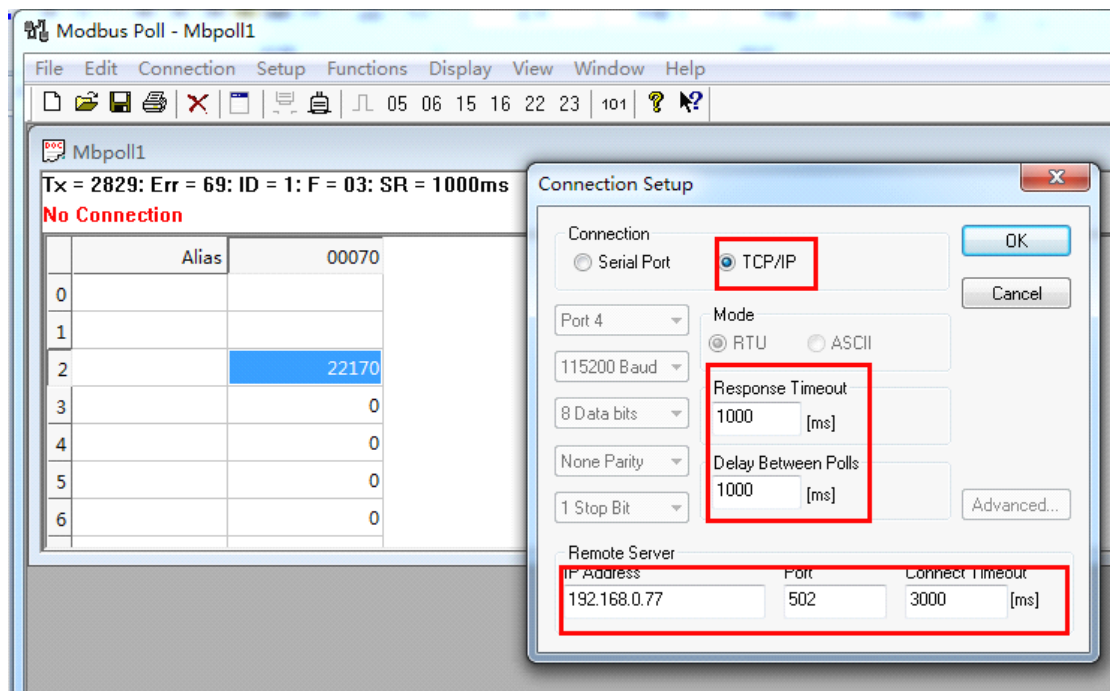 Modbus Poll - Mbpoll1
File Edit Connection Setup Functions Display View Window Help
05 06 15 16 22 23 101
Mbpoll1
Tx = 2829: Err = 69: ID = 1: F = 03: SR = 1000ms
No Connection
Alias 00070
0
1
2 22170
3 0
4 0
5 0
6 0
Connection Setup
Connection
Serial Port TCP/IP
OK
Cancel
Port 4
Mode
RTU ASCII
115200 Baud
Response Timeout
1000 [ms]
8 Data bits
None Parity
Delay Between Polls
1000 [ms]
1 Stop Bit
Advanced...
Remote Server
IP Address Port Connect Timeout
192.168.0.77 502 3000 [ms]